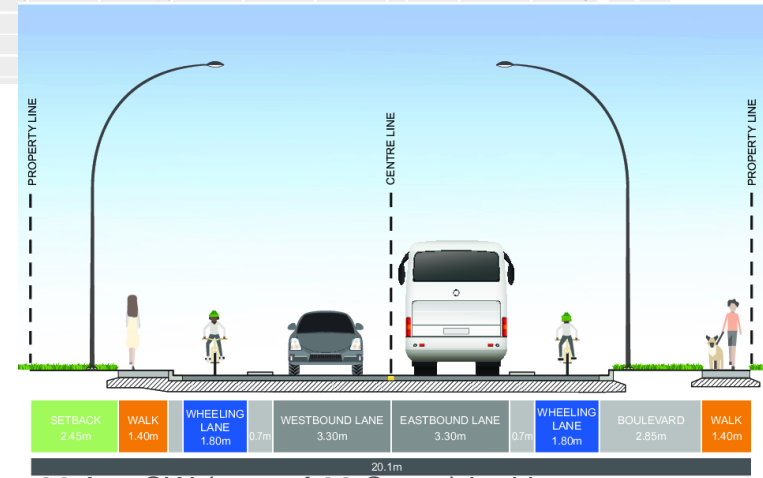 PROPERTY LINE
CENTRE LINE
PROPERTY LINE
SETBACK
2.45m
WALK
1.40m
WHEELING
LANE
1.80m
0.7m
WESTBOUND LANE
3.30m
EASTBOUND LANE
3.30m
0.7m
WHEELING
LANE
1.80m
BOULEVARD
2.85m
WALK
1.40m
20.1m